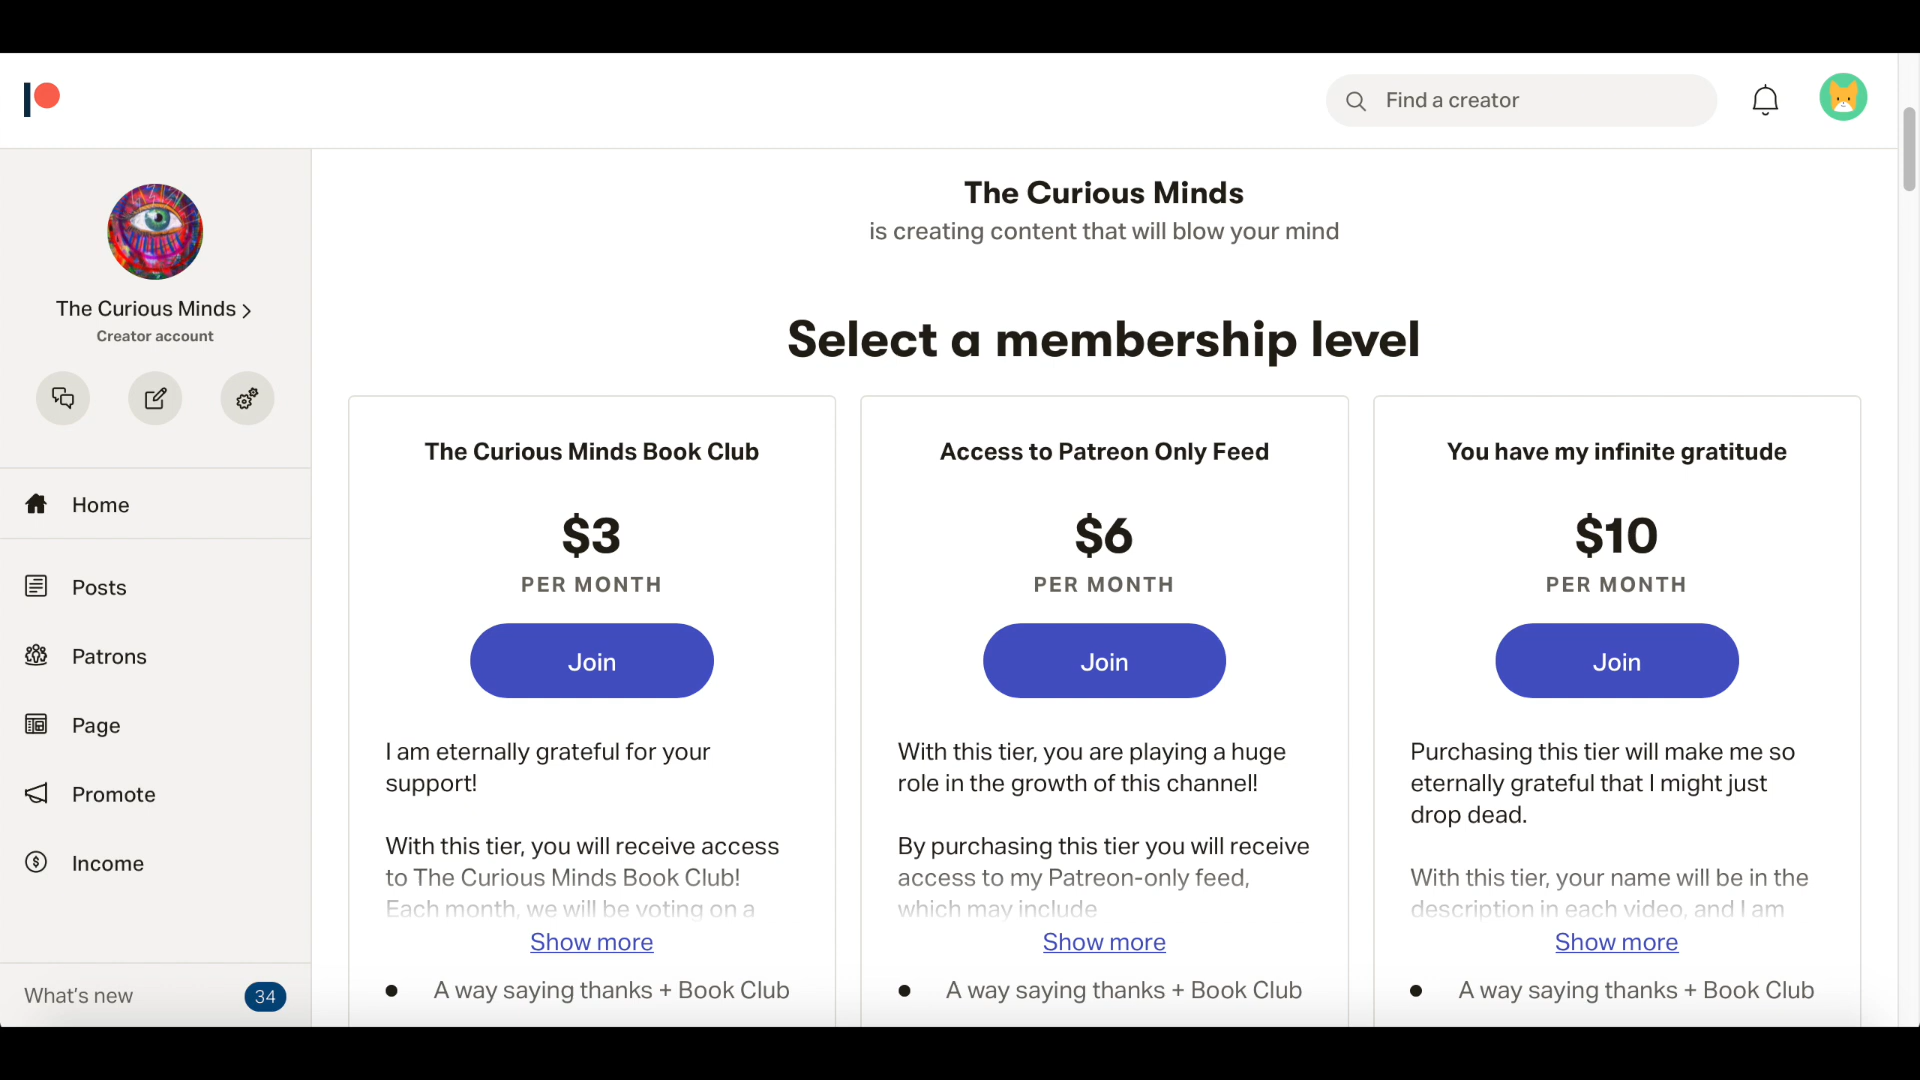 Find a creator
The Curious Minds
Creator account
Home
Posts
Patrons
Page
Promote
Income
What's new
34
The Curious Minds
is creating content that will blow your mind
Select a membership level
The Curious Minds Book Club
$3
PER MONTH
Join
I am eternally grateful for your
support!
With this tier, you will receive access
to The Curious Minds Book Club!
Each month, we will be voting on a
Show more
A way saying thanks + Book Club
Access to Patreon Only Feed
$6
PER MONTH
Join
With this tier, you are playing a huge
role in the growth of this channel!
By purchasing this tier you will receive
access to my Patreon-only feed,
which may include
Show more
A way saying thanks + Book Club
You have my infinite gratitude
$10
PER MONTH
Join
Purchasing this tier will make me so
eternally grateful that I might just
drop dead.
With this tier, your name will be in the
description in each video, and I am
Show more
A way saying thanks + Book Club